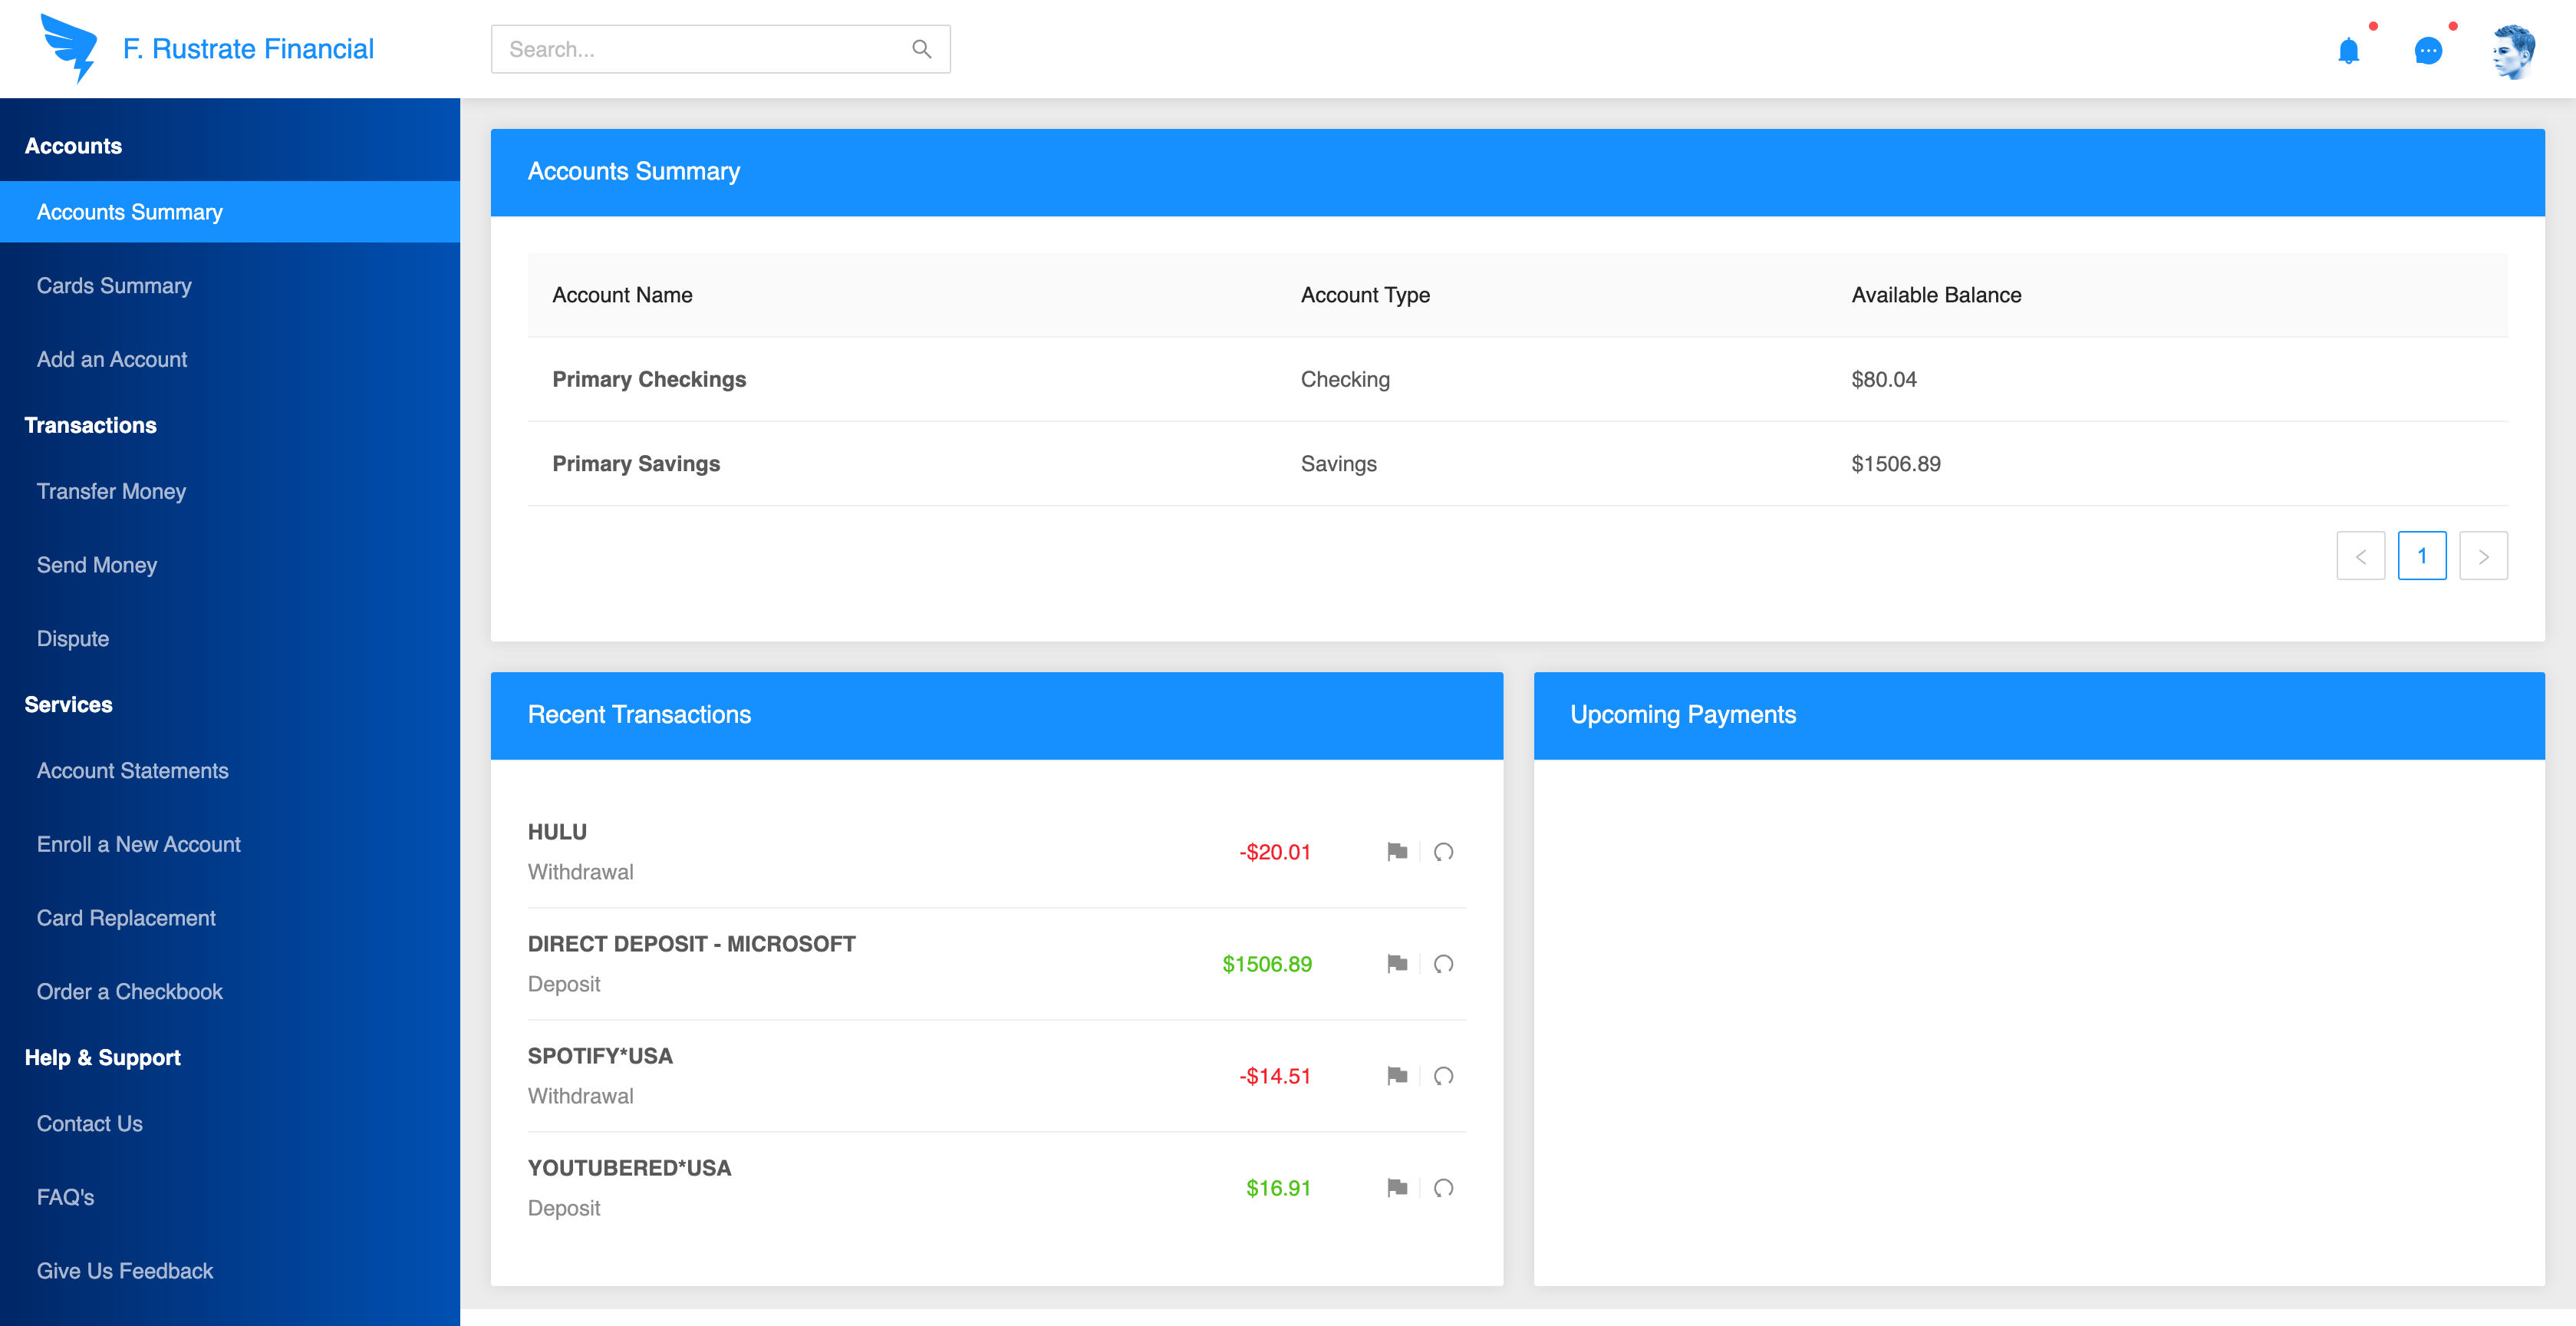 F. Rustrate Financial
Search...
Accounts
Accounts Summary
Cards Summary
Add an Account
Transactions
Transfer Money
Send Money
Dispute
Services
Account Statements
Enroll a New Account
Card Replacement
Order a Checkbook
Help & Support
Contact Us
FAQ's
Give Us Feedback
Accounts Summary
Account Name Account Type Available Balance
Primary Checkings Checking $80.04
Primary Savings Savings $1506.89
1
Recent Transactions
HULU
Withdrawal
-$20.01
DIRECT DEPOSIT - MICROSOFT
Deposit
$1506.89
SPOTIFY*USA
Withdrawal
-$14.51
YOUTUBERED*USA
Deposit
$16.91
Upcoming Payments